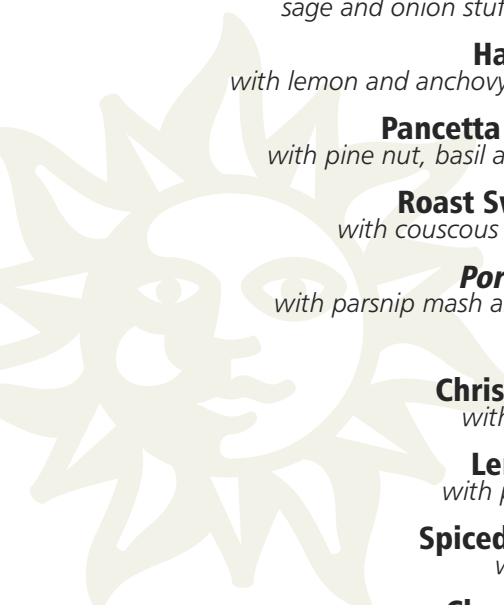 sage and onion stuf
Ha
with lemon and anchovy
Pancetta
with pine nut, basil a
Roast Sw
with couscous
Por
with parsnip mash a
Chris
with
Le
with p
Spiced
w
Ch